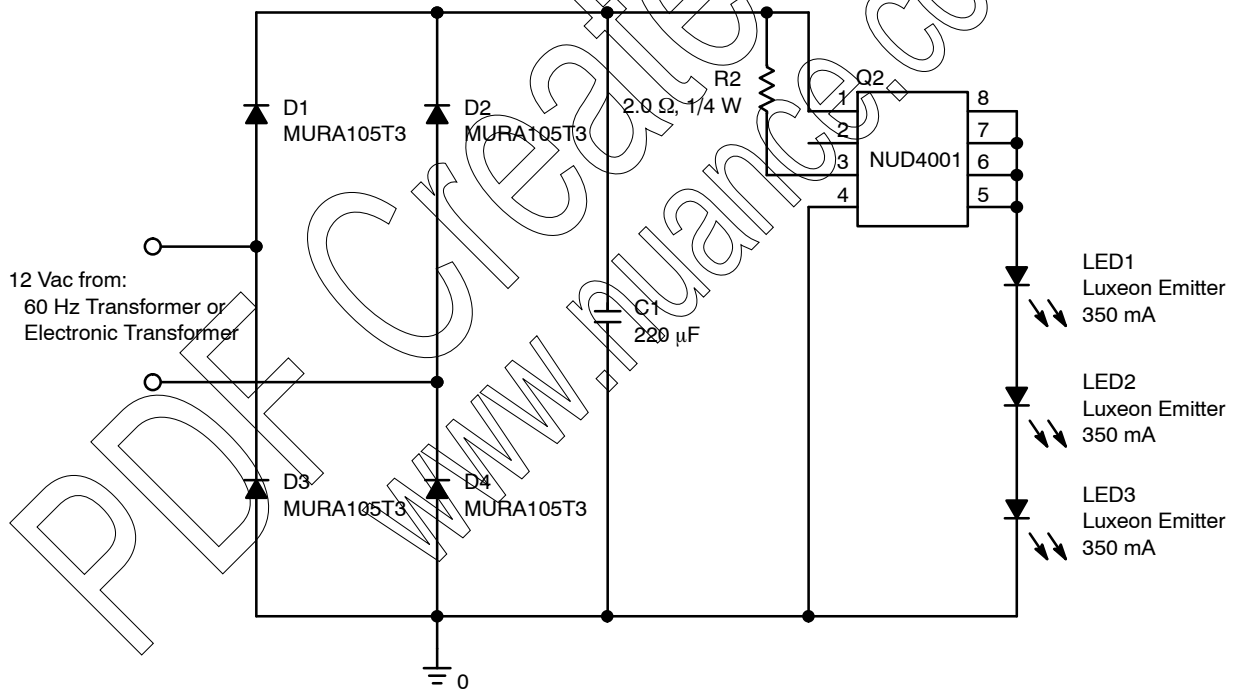 D1
MURA105T3
D2
MURA105T3
R2
2.0 Ω, 1/4 W
Q2
1
2
3
4
NUD4001
8
7
6
5
12 Vac from:
60 Hz Transformer or
Electronic Transformer
C1
220 μF
LED1
Luxeon Emitter
350 mA
LED2
Luxeon Emitter
350 mA
D3
MURA105T3
D4
MURA105T3
LED3
Luxeon Emitter
350 mA
0
PDF Create
www.nuance.co